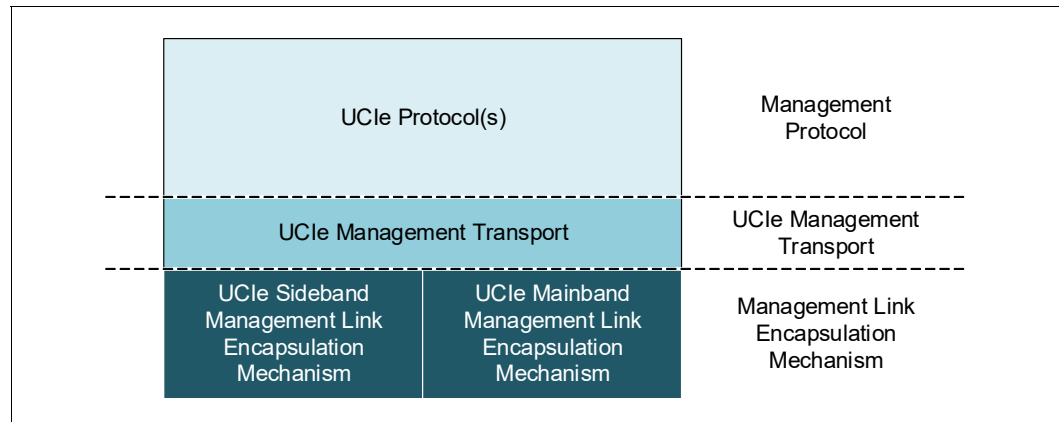 UCIe Protocol(s)
Management
Protocol
UCIe Management Transport
UCIe Management
Transport
UCIe Sideband
Management Link
Encapsulation
Mechanism
UCIe Mainband
Management Link
Encapsulation
Mechanism
Management Link
Encapsulation
Mechanism